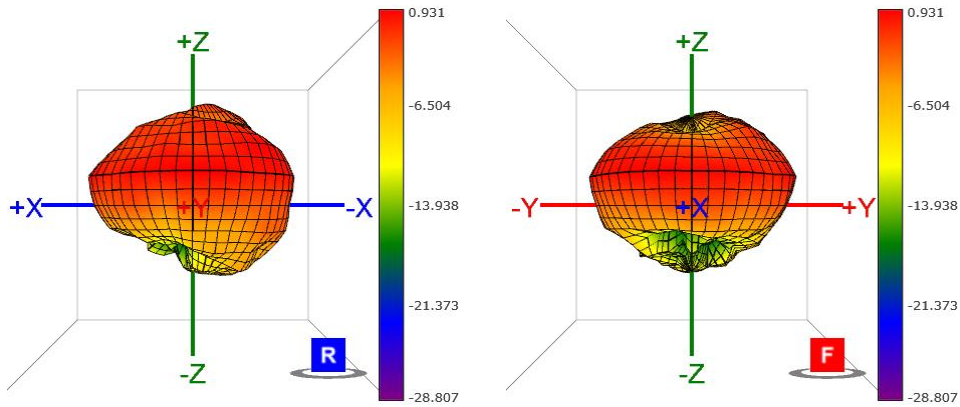 +Z
0.931
-6.504
+X
+Y
-X
-13.938
-21.373
R
-Z
-28.807
+Z
0.931
-6.504
-Y
+X
+Y
-13.938
-21.373
F
-Z
-28.807